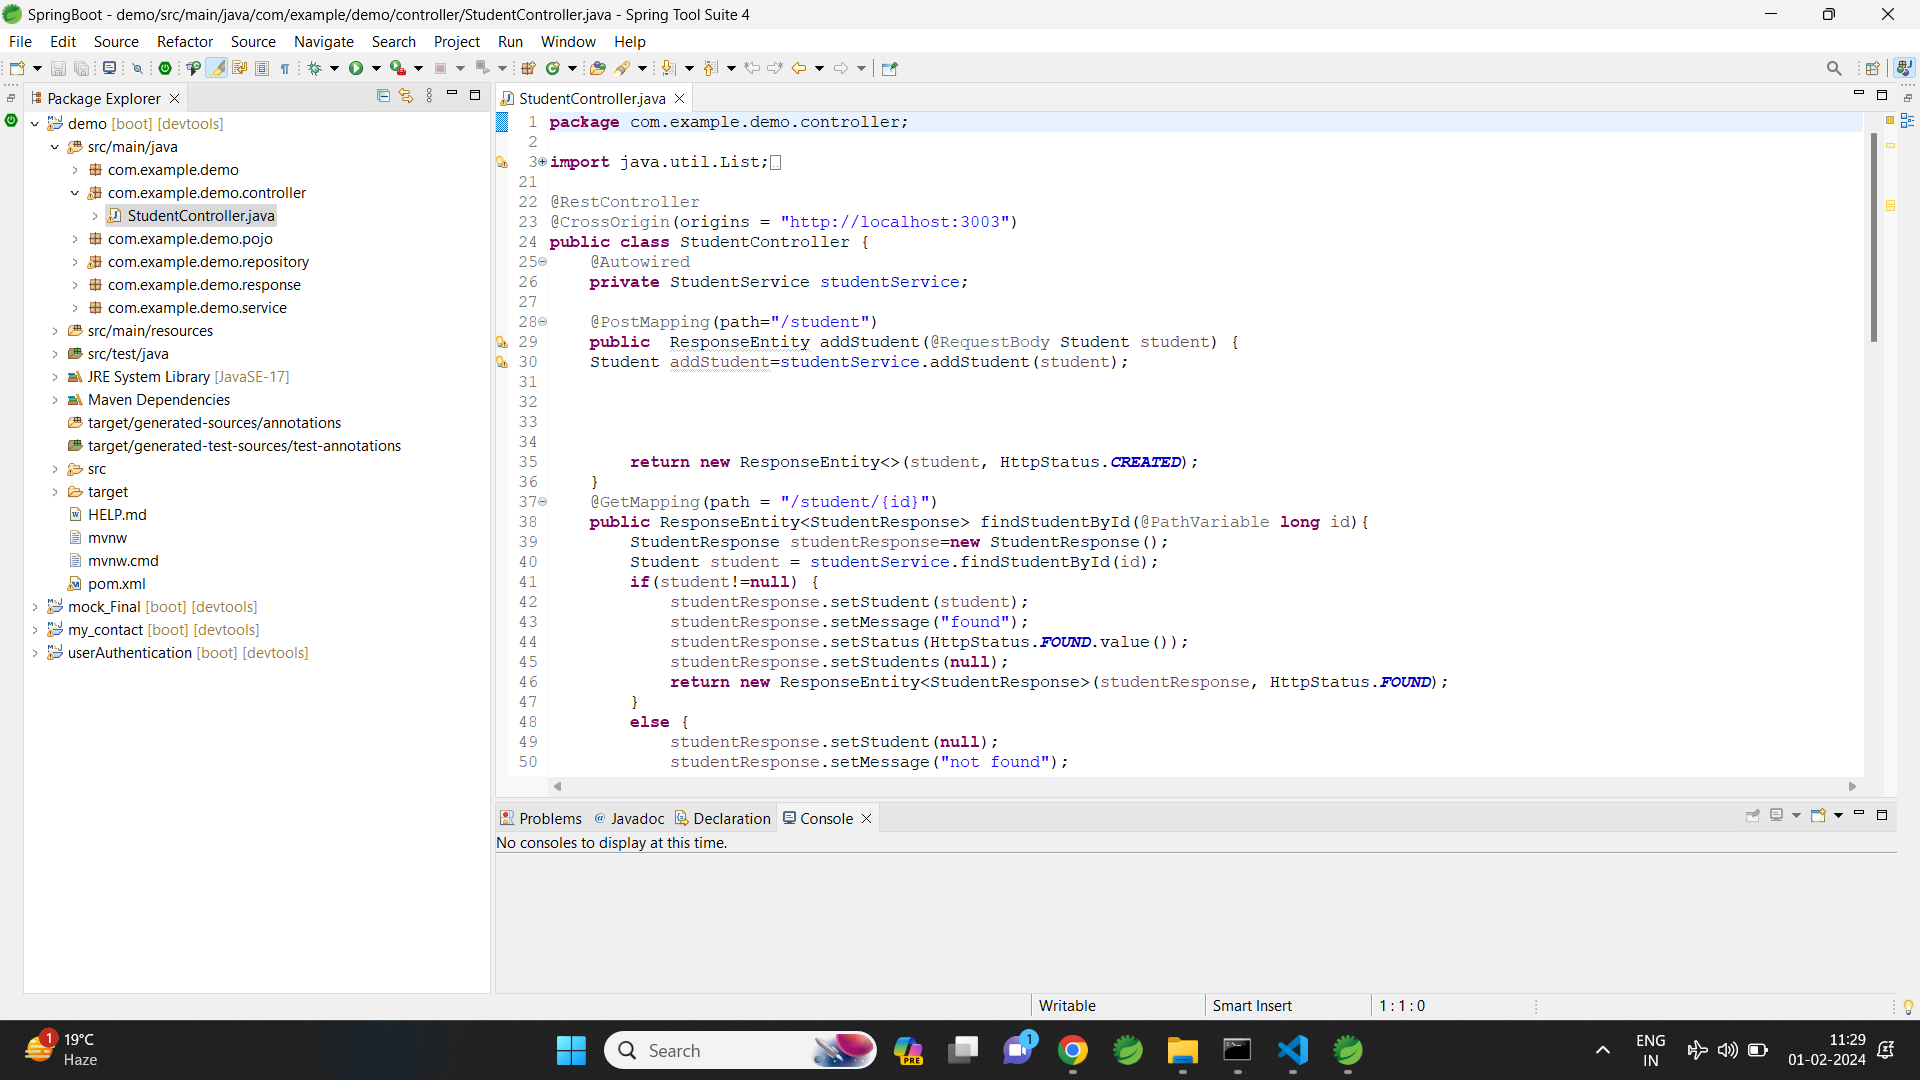 SpringBoot - demo/src/main/java/com/example/demo/controller/StudentController.java - Spring Tool Suite 4
File Edit Source Refactor Source Navigate Search Project Run Window Help
Package Explorer
demo [boot] [devtools]
src/main/java
com.example.demo
com.example.demo.controller
StudentController.java
com.example.demo.pojo
com.example.demo.repository
com.example.demo.response
com.example.demo.service
src/main/resources
src/test/java
JRE System Library [JavaSE-17]
Maven Dependencies
target/generated-sources/annotations
target/generated-test-sources/test-annotations
src
target
HELP.md
mvnw
mvnw.cmd
pom.xml
mock_Final [boot] [devtools]
my_contact [boot] [devtools]
userAuthentication [boot] [devtools]
StudentController.java
1 package com.example.demo.controller;
2
3 import java.util.List;
21
22 @RestController
23 @CrossOrigin(origins = "http://localhost:3003")
24 public class StudentController {
25 @Autowired
26 private StudentService studentService;
27
28 @PostMapping(path="/student")
29 public  ResponseEntity addStudent(@RequestBody Student student) {
30 Student addStudent=studentService.addStudent(student);
31
32
33
34
35 return new ResponseEntity<>(student, HttpStatus.CREATED);
36 }
37 @GetMapping(path = "/student/{id}")
38 public ResponseEntity<StudentResponse> findStudentById(@PathVariable long id){
39 StudentResponse studentResponse=new StudentResponse();
40 Student student = studentService.findStudentById(id);
41 if(student!=null) {
42 studentResponse.setStudent(student);
43 studentResponse.setMessage("found");
44 studentResponse.setStatus(HttpStatus.FOUND.value());
45 studentResponse.setStudents(null);
46 return new ResponseEntity<StudentResponse>(studentResponse, HttpStatus.FOUND);
47 }
48 else {
49 studentResponse.setStudent(null);
50 studentResponse.setMessage("not found");
Problems @ Javadoc Declaration Console
No consoles to display at this time.
Writable Smart Insert 1 : 1 : 0
1 19°C
Haze
Search
PRE
1
ENG
IN
11:29
01-02-2024